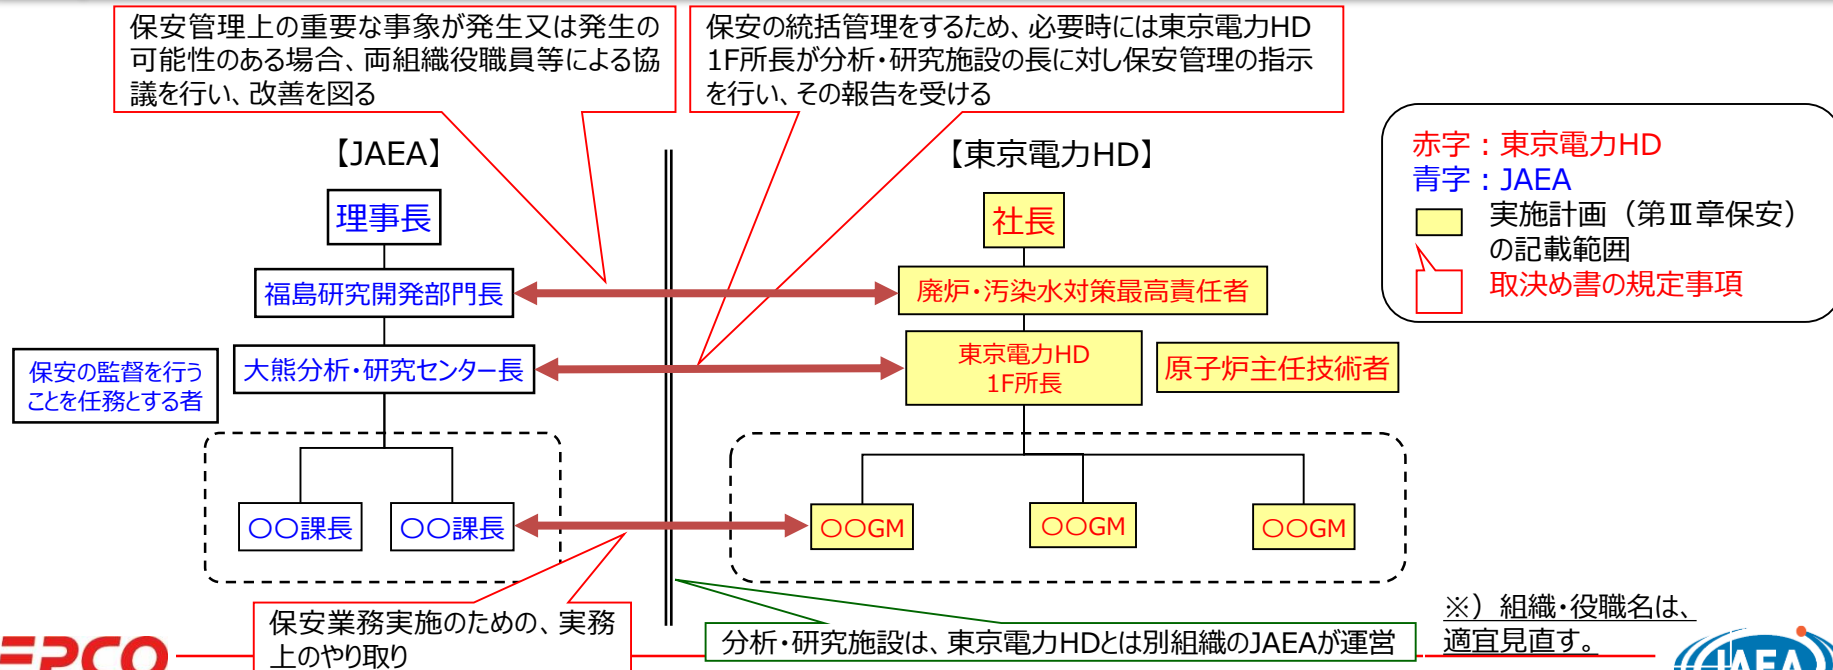 保安管理上の重要な事象が発生又は発生の
可能性のある場合、両組織役職員等による協
議を行い、改善を図る
保安の統括管理をするため、必要時には東京電力HD
1F所長が分析・研究施設の長に対し保安管理の指示
を行い、その報告を受ける
【JAEA】
【東京電力HD】
赤字：東京電力HD
青字：JAEA
実施計画（第Ⅲ章保安）
の記載範囲
取決め書の規定事項
理事長
社長
福島研究開発部門長
廃炉・汚染水対策最高責任者
保安の監督を行う
ことを任務とする者
大熊分析・研究センター長
東京電力HD
1F所長
原子炉主任技術者
〇〇課長
〇〇課長
〇〇GM
〇〇GM
〇〇GM
保安業務実施のための、実務
上のやり取り
分析・研究施設は、東京電力HDとは別組織のJAEAが運営
※）組織・役職名は、
適宜見直す。
EPCO
JAEA